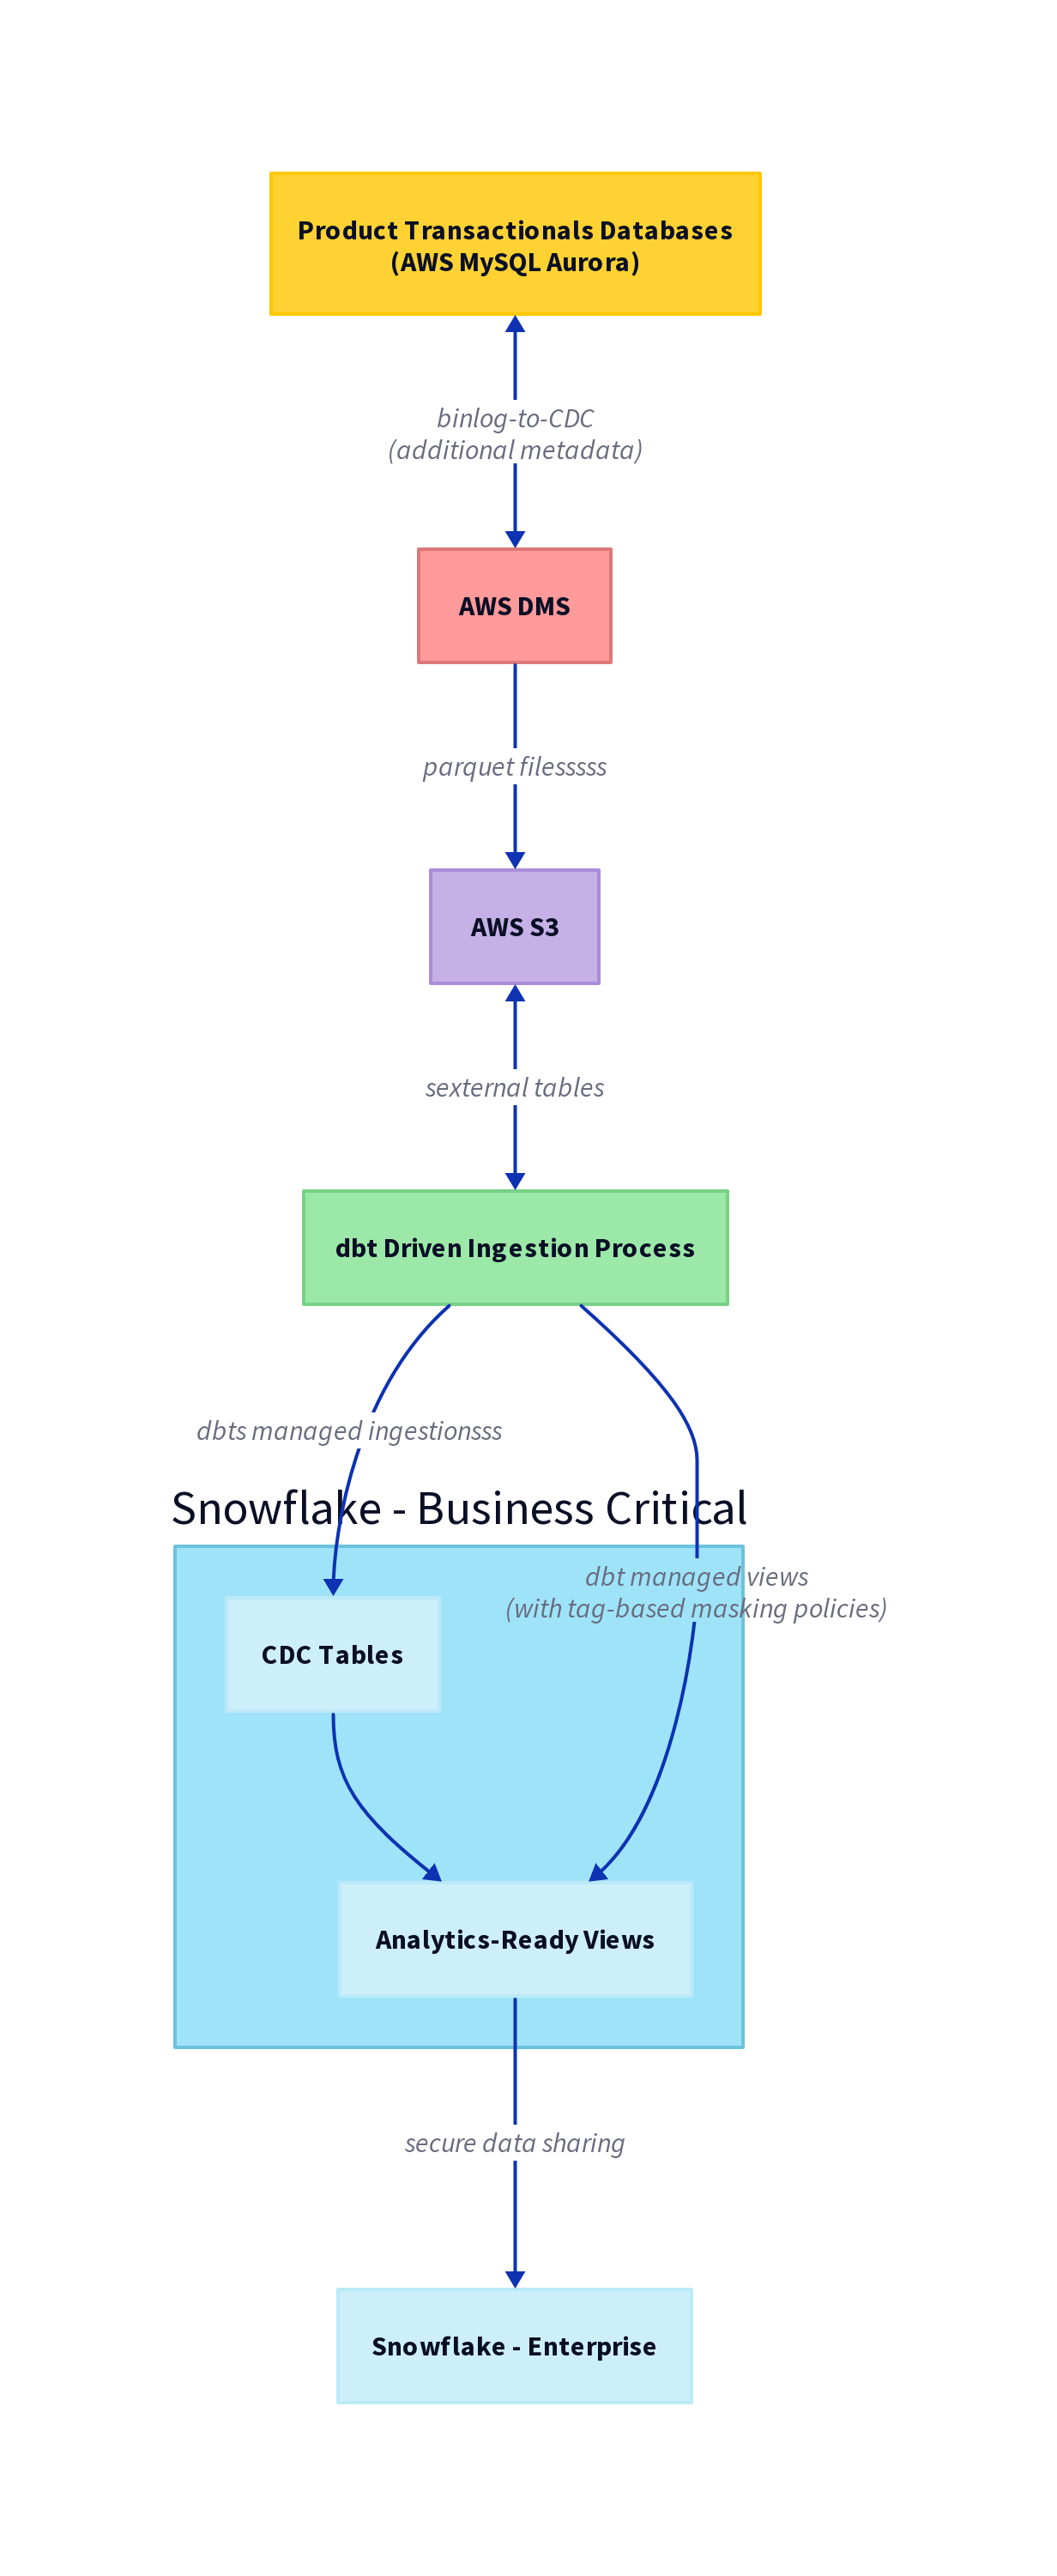 Product Transactionals Databases
(AWS MySQL Aurora)
binlog-to-CDC
(additional metadata)
AWS DMS
parquet filesssss
AWS S3
sexternal tables
dbt Driven Ingestion Process
dbts managed ingestionsss
Snowflake - Business Critical
dbt managed views
(with tag-based masking policies)
CDC Tables
Analytics-Ready Views
secure data sharing
Snowflake - Enterprise